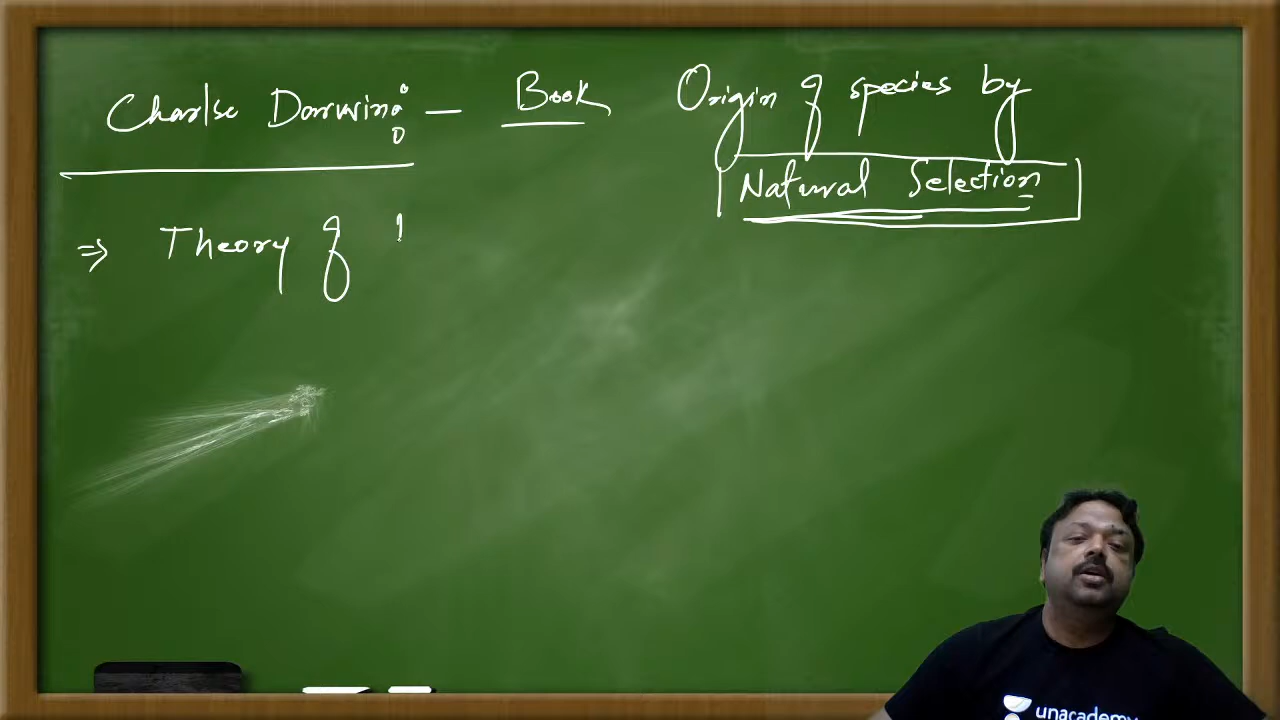 Charlse Darwin :- Book Origin of species by
Natural Selection
⇒ Theory of
unacademy